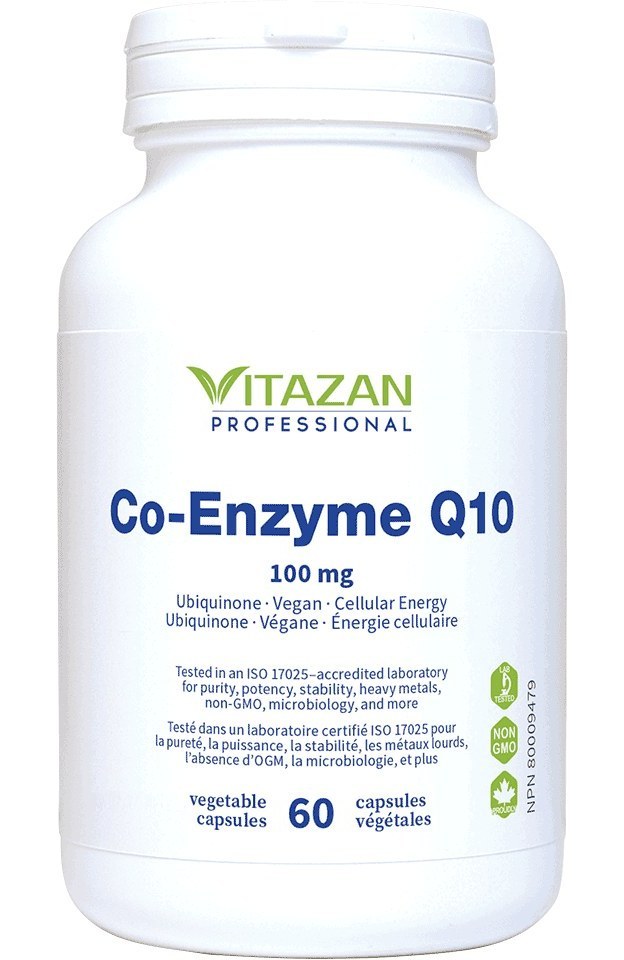 VITAZAN
PROFESSIONAL
Co-Enzyme Q10
100 mg
Ubiquinone · Vegan · Cellular Energy
Ubiquinone · Végane · Énergie cellulaire
Tested in an ISO 17025–accredited laboratory
for purity, potency, stability, heavy metals,
non-GMO, microbiology, and more
Testé dans un laboratoire certifié ISO 17025 pour
la pureté, la puissance, la stabilité, les métaux lourds,
l’absence d’OGM, la microbiologie, et plus
vegetable
capsules
60
capsules
végétales
LAB
TESTED
NON
GMO
PROUDLY
NPN 80009479